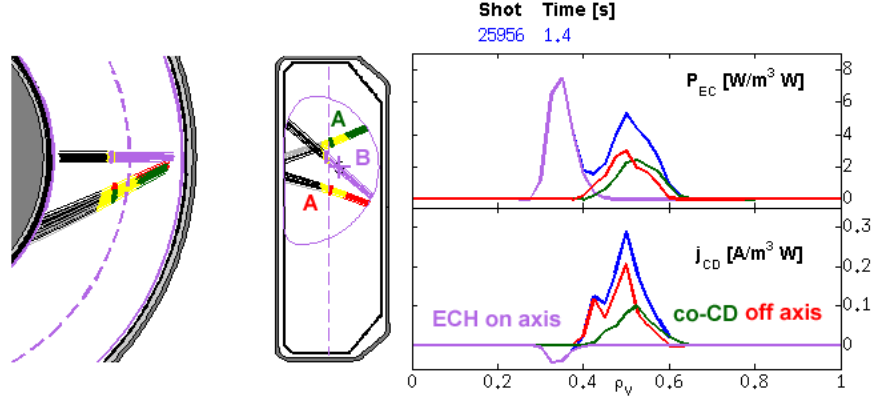 Shot Time [s]
25956 1.4
A
B
A
P_EC [W/m³ W]
8
6
4
2
0
j_CD [A/m³ W]
0.3
0.2
0.1
0
ECH on axis
co-CD off axis
0 0.2 0.4 ρ_V 0.6 0.8 1